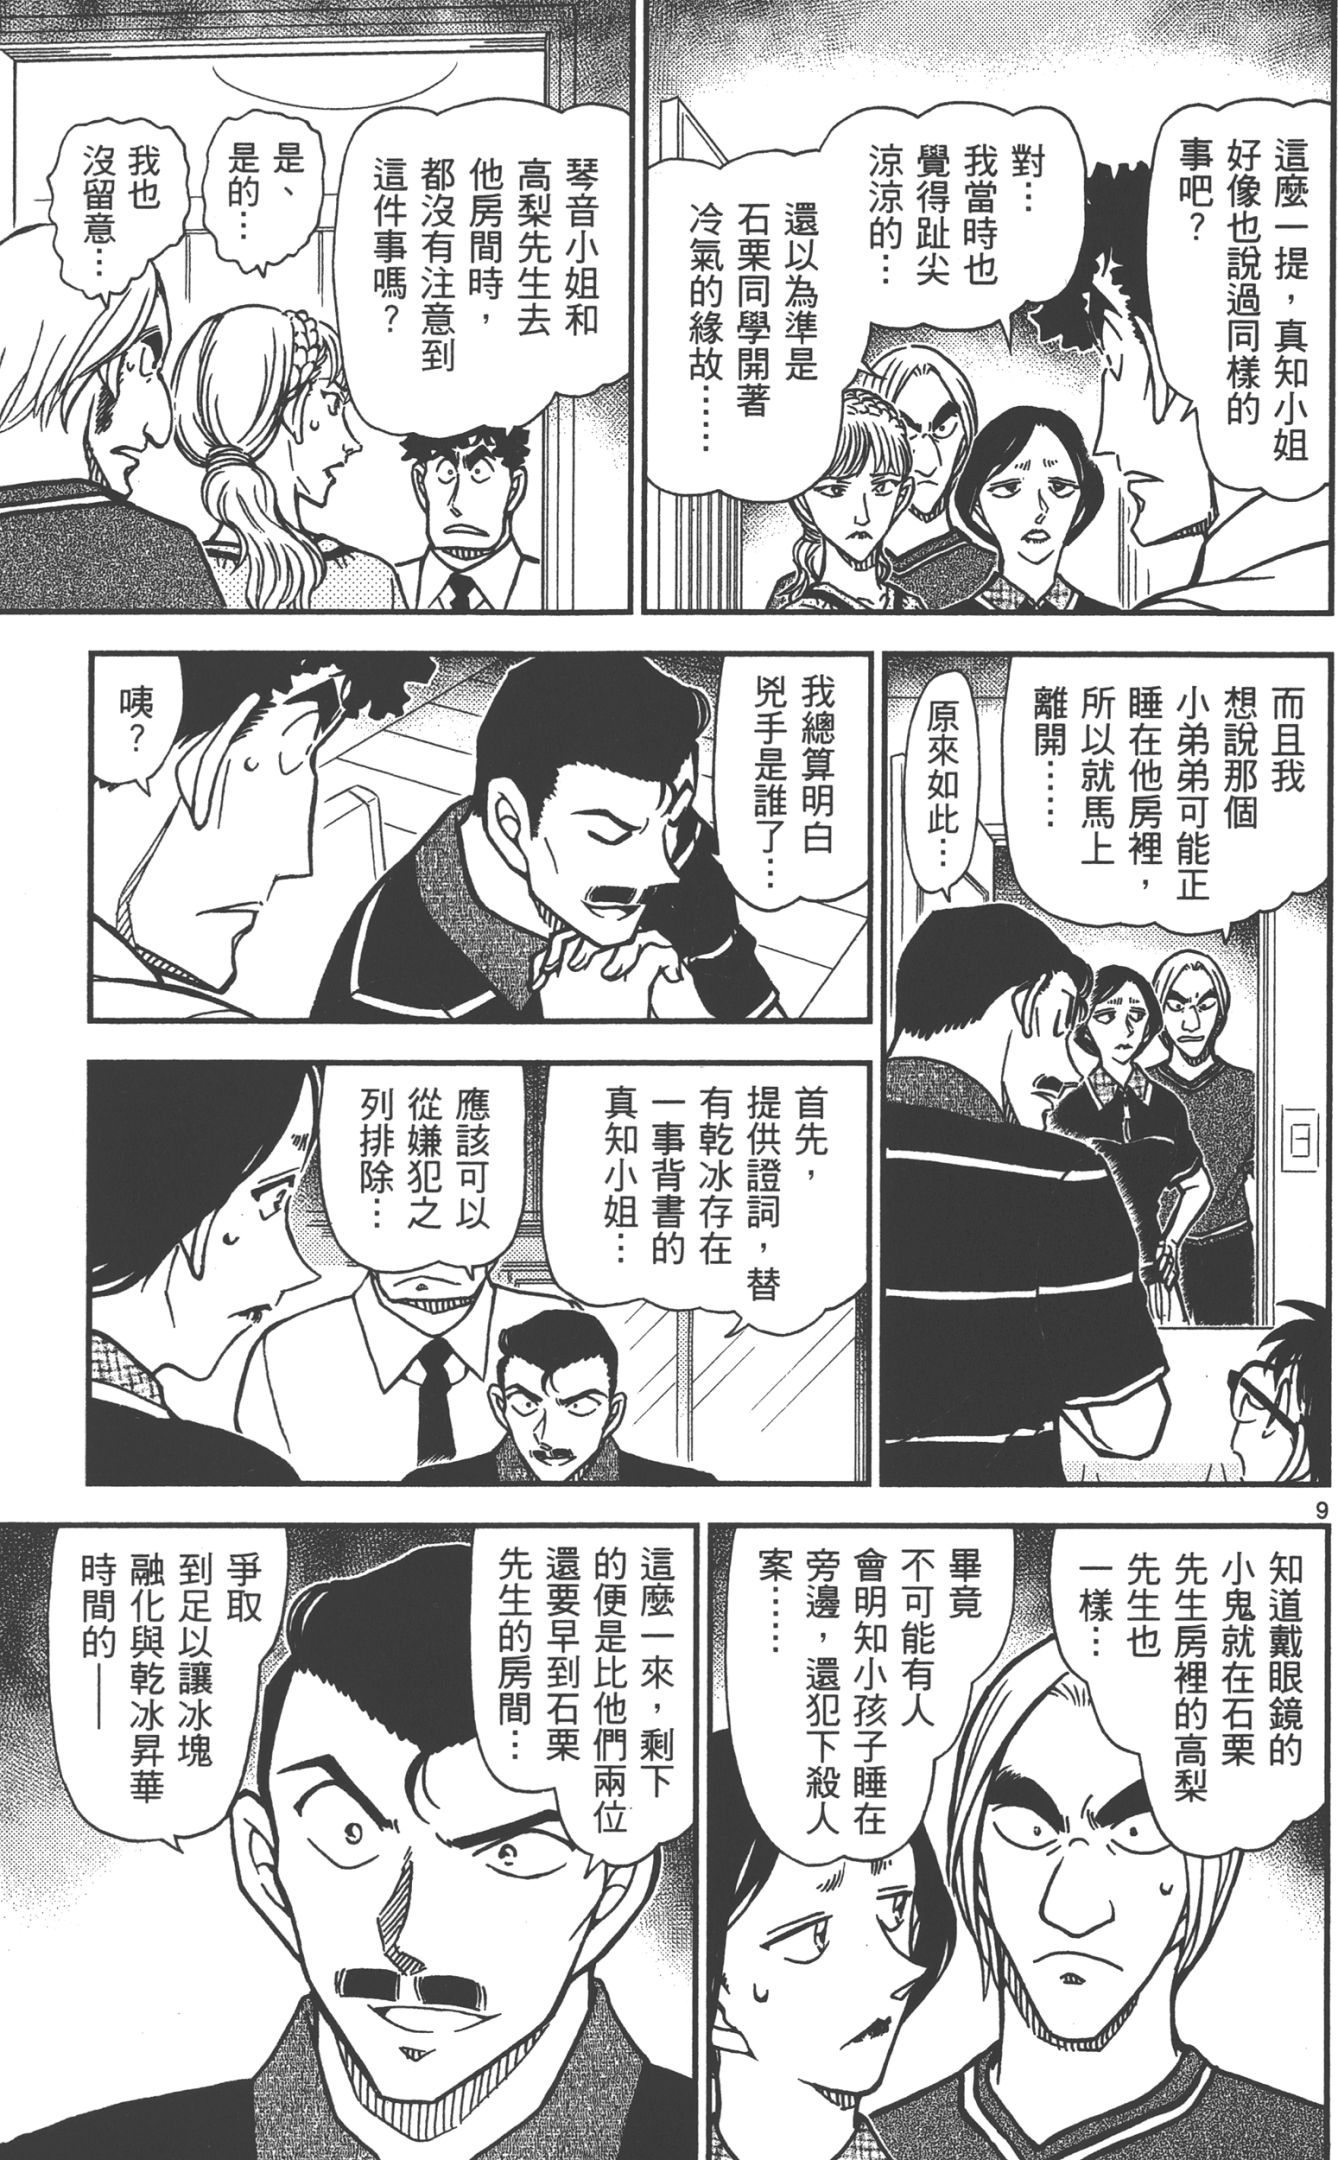 這麼一提，真知小姐
好像也說過同樣的
事吧？
對…
我當時也
覺得趾尖
涼涼的…
還以為準是
石栗同學開著
冷氣的緣故……
琴音小姐和
高梨先生去
他房間時，
都沒有注意到
這件事嗎？
是、
是的…
我也
沒留意…
而且我
想說那個
小弟弟可能正
睡在他房裡，
所以就馬上
離開……
原來如此…
我總算明白
兇手是誰了…
咦？
首先，
提供證詞，替
有乾冰存在
一事背書的
真知小姐…
應該可以
從嫌犯之
列排除…
9
知道戴眼鏡的
小鬼就在石栗
先生房裡的高梨
先生也
一樣…
畢竟
不可能有人
會明知小孩子睡在
旁邊，還犯下殺人
案……
這麼一來，剩下
的便是比他們兩位
還要早到石栗
先生的房間…
爭取
到足以讓冰塊
融化與乾冰昇華
時間的——